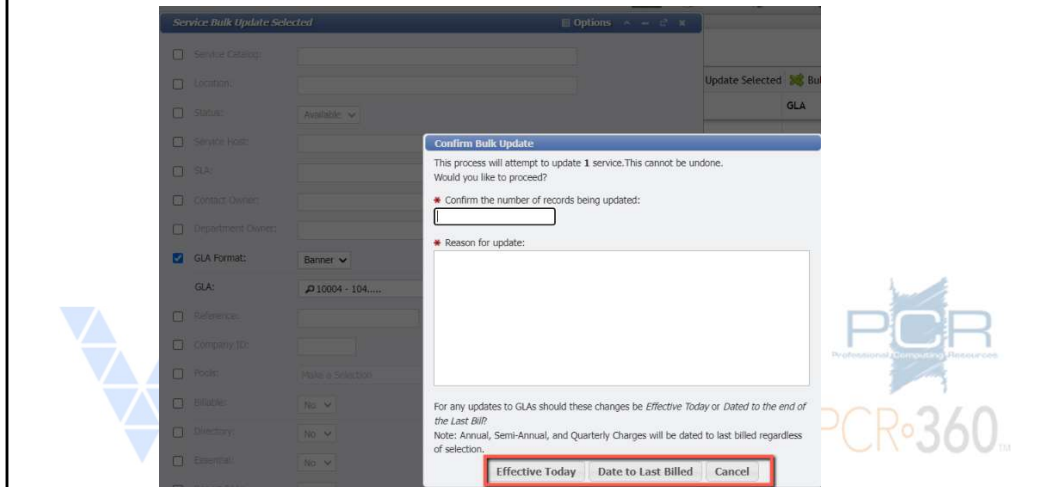 Service Bulk Update Selected
Options
Service Catalog:
Location:
Status:
Available
Service Host:
SLA:
Contact Owner:
Department Owner:
GLA Format:
Banner
GLA:
10004 - 104.....
Reference:
Company ID:
Pools:
Make a Selection
Billable:
No
Directory:
No
Essential:
No
Update Selected
GLA
Confirm Bulk Update
This process will attempt to update 1 service.This cannot be undone.
Would you like to proceed?
* Confirm the number of records being updated:
* Reason for update:
For any updates to GLAs should these changes be Effective Today or Dated to the end of
the Last Bill?
Note: Annual, Semi-Annual, and Quarterly Charges will be dated to last billed regardless
of selection.
Effective Today
Date to Last Billed
Cancel
PCR
Professional Computing Resources
PCR•360
TM